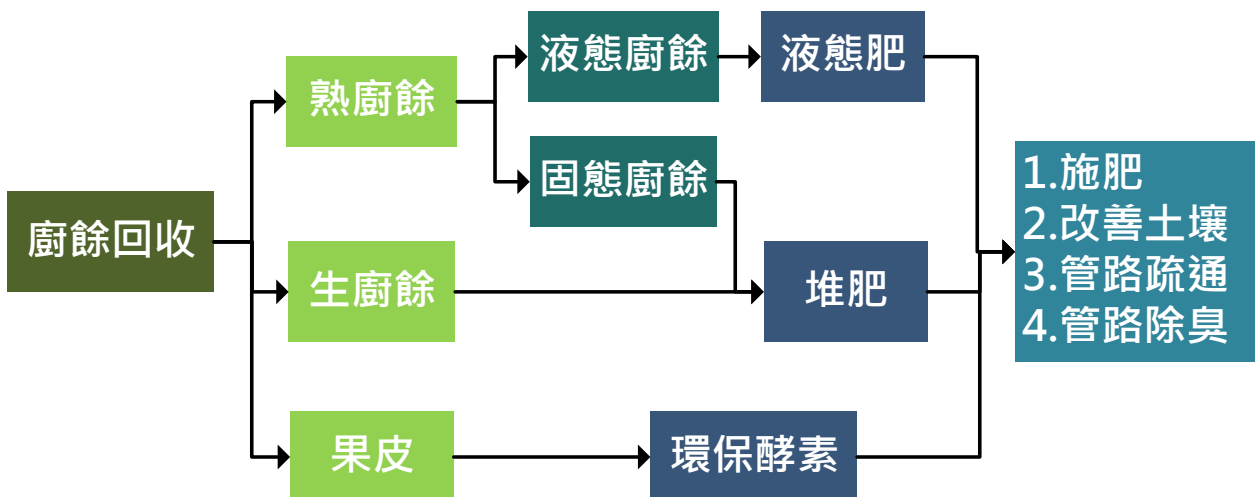 廚餘回收
熟廚餘
生廚餘
果皮
液態廚餘
固態廚餘
液態肥
堆肥
環保酵素
1.施肥
2.改善土壤
3.管路疏通
4.管路除臭